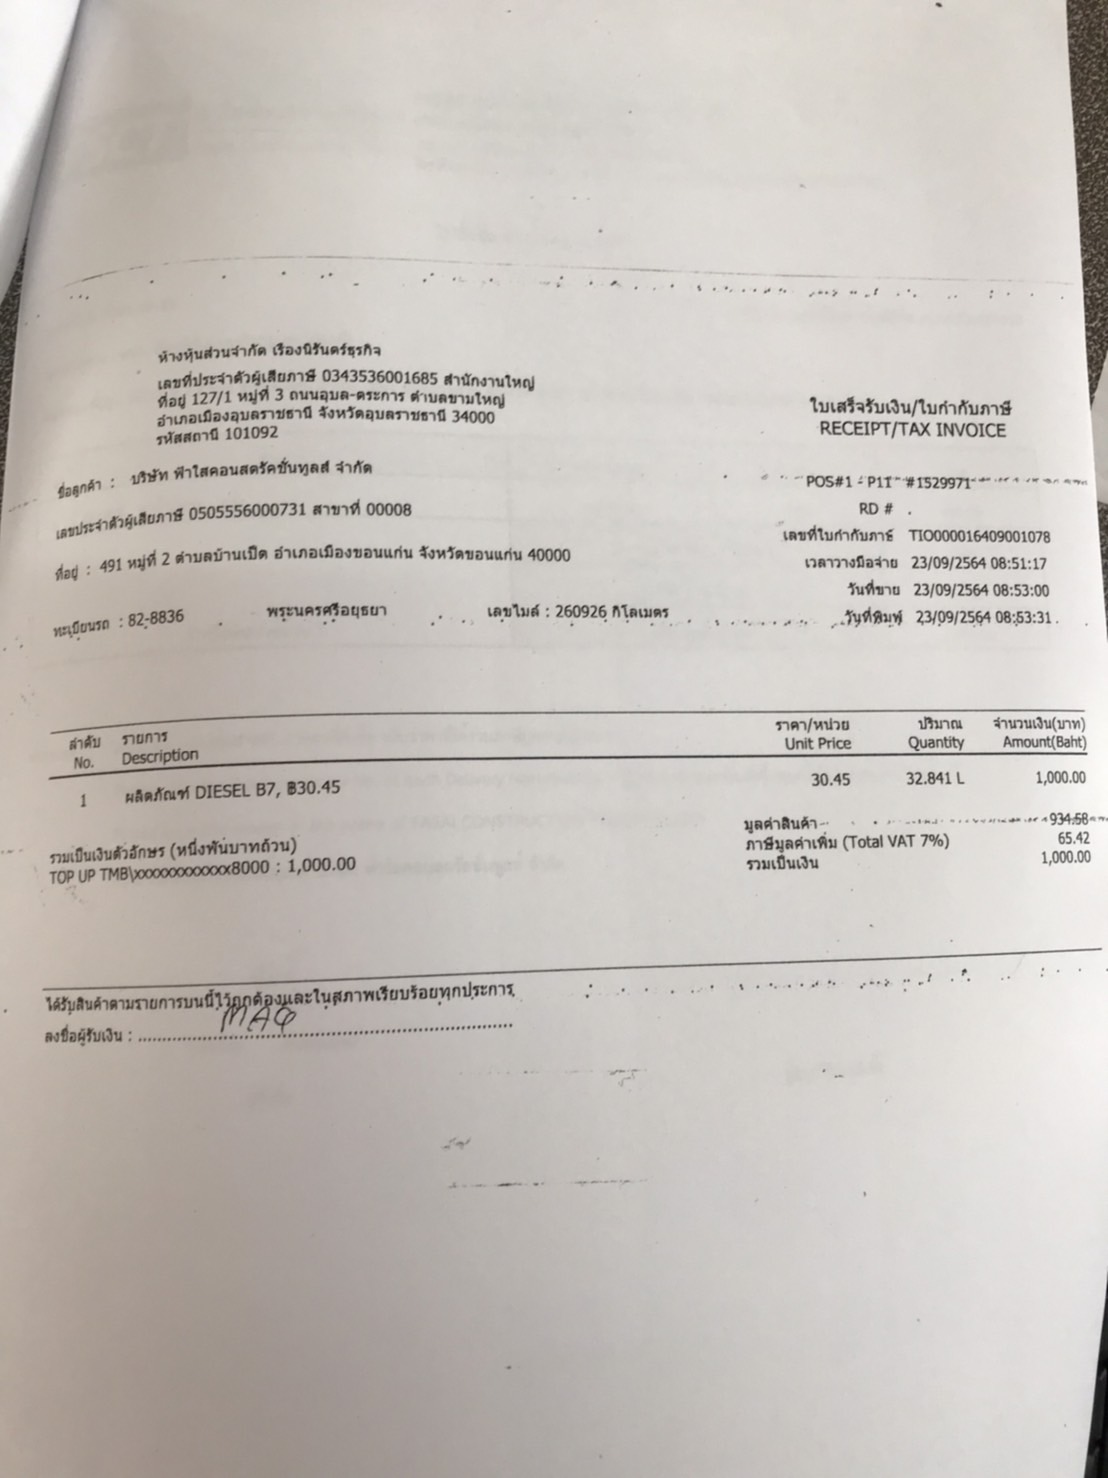 ห้างหุ้นส่วนจำกัด เรืองนิรันดร์ธุรกิจ
เลขที่ประจำตัวผู้เสียภาษี 0343536001685 สำนักงานใหญ่
ที่อยู่ 127/1 หมู่ที่ 3 ถนนอุบล-ตระการ ตำบลขามใหญ่
อำเภอเมืองอุบลราชธานี จังหวัดอุบลราชธานี 34000
รหัสสถานี 101092
ใบเสร็จรับเงิน/ใบกำกับภาษี
RECEIPT/TAX INVOICE
ชื่อลูกค้า : บริษัท ฟ้าใสคอนสตรัคชั่นทูลส์ จำกัด
เลขประจำตัวผู้เสียภาษี 0505556000731 สาขาที่ 00008
ที่อยู่ : 491 หมู่ที่ 2 ตำบลบ้านเป็ด อำเภอเมืองขอนแก่น จังหวัดขอนแก่น 40000
ทะเบียนรถ : 82-8836 พระนครศรีอยุธยา เลขไมล์ : 260926 กิโลเมตร
POS#1 - P11 #1529971
RD # .
เลขที่ใบกำกับภาษี TIO000016409001078
เวลาวางมือจ่าย 23/09/2564 08:51:17
วันที่ขาย 23/09/2564 08:53:00
วันที่พิมพ์ 23/09/2564 08:53:31
ลำดับ รายการ ราคา/หน่วย ปริมาณ จำนวนเงิน(บาท)
No. Description Unit Price Quantity Amount(Baht)
1 ผลิตภัณฑ์ DIESEL B7, ฿30.45 30.45 32.841 L 1,000.00
มูลค่าสินค้า 934.58
ภาษีมูลค่าเพิ่ม (Total VAT 7%) 65.42
รวมเป็นเงิน 1,000.00
รวมเป็นเงินตัวอักษร (หนึ่งพันบาทถ้วน)
TOP UP TMB\xxxxxxxxxxxx8000 : 1,000.00
ได้รับสินค้าตามรายการบนนี้ไว้ถูกต้องและในสภาพเรียบร้อยทุกประการ
ลงชื่อผู้รับเงิน :